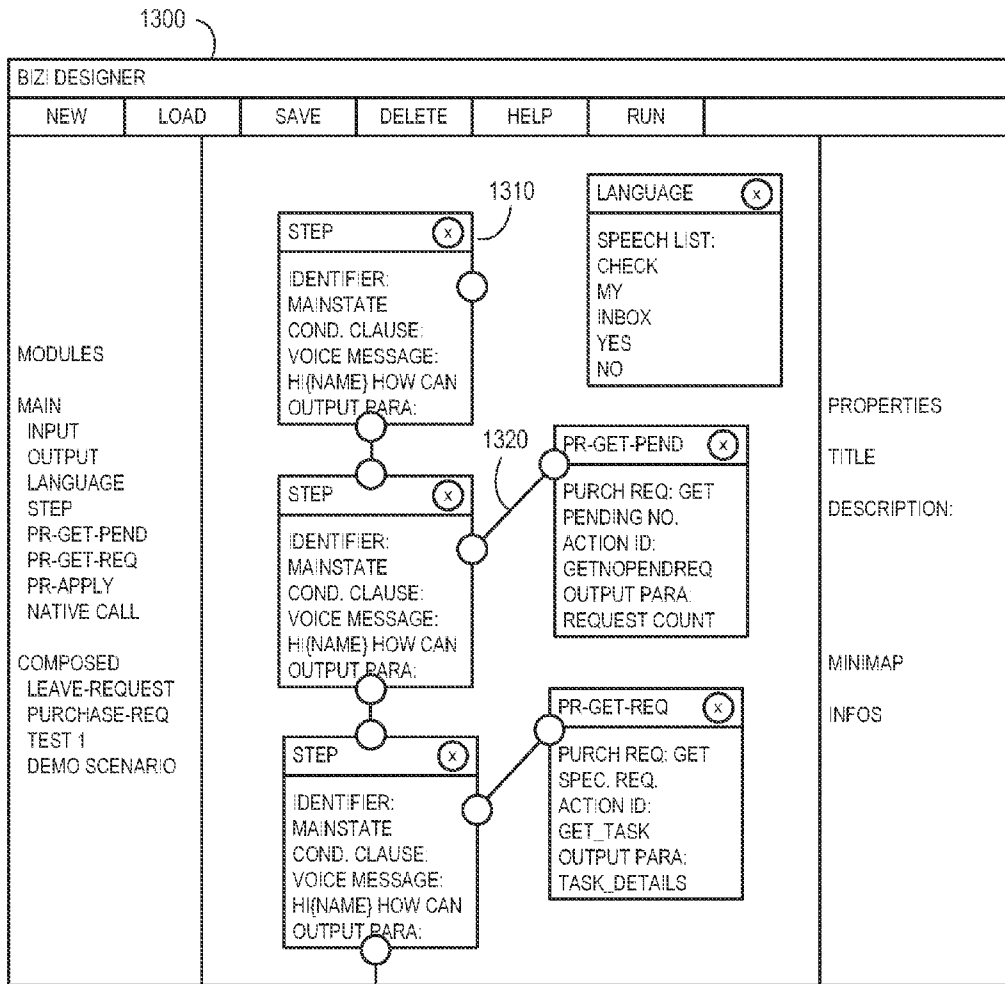 1300
BIZI DESIGNER
NEW LOAD SAVE DELETE HELP RUN
MODULES
MAIN
INPUT
OUTPUT
LANGUAGE
STEP
PR-GET-PEND
PR-GET-REQ
PR-APPLY
NATIVE CALL
COMPOSED
LEAVE-REQUEST
PURCHASE-REQ
TEST 1
DEMO SCENARIO
1310
STEP X
IDENTIFIER:
MAINSTATE
COND. CLAUSE:
VOICE MESSAGE:
HI{NAME} HOW CAN
OUTPUT PARA:
LANGUAGE X
SPEECH LIST:
CHECK
MY
INBOX
YES
NO
STEP X
IDENTIFIER:
MAINSTATE
COND. CLAUSE:
VOICE MESSAGE:
HI{NAME} HOW CAN
OUTPUT PARA:
1320
PR-GET-PEND X
PURCH REQ: GET
PENDING NO.
ACTION ID:
GETNOPENDREQ
OUTPUT PARA:
REQUEST COUNT
STEP X
IDENTIFIER:
MAINSTATE
COND. CLAUSE:
VOICE MESSAGE:
HI{NAME} HOW CAN
OUTPUT PARA:
PR-GET-REQ X
PURCH REQ: GET
SPEC. REQ.
ACTION ID:
GET_TASK
OUTPUT PARA:
TASK_DETAILS
PROPERTIES
TITLE
DESCRIPTION:
MINIMAP
INFOS